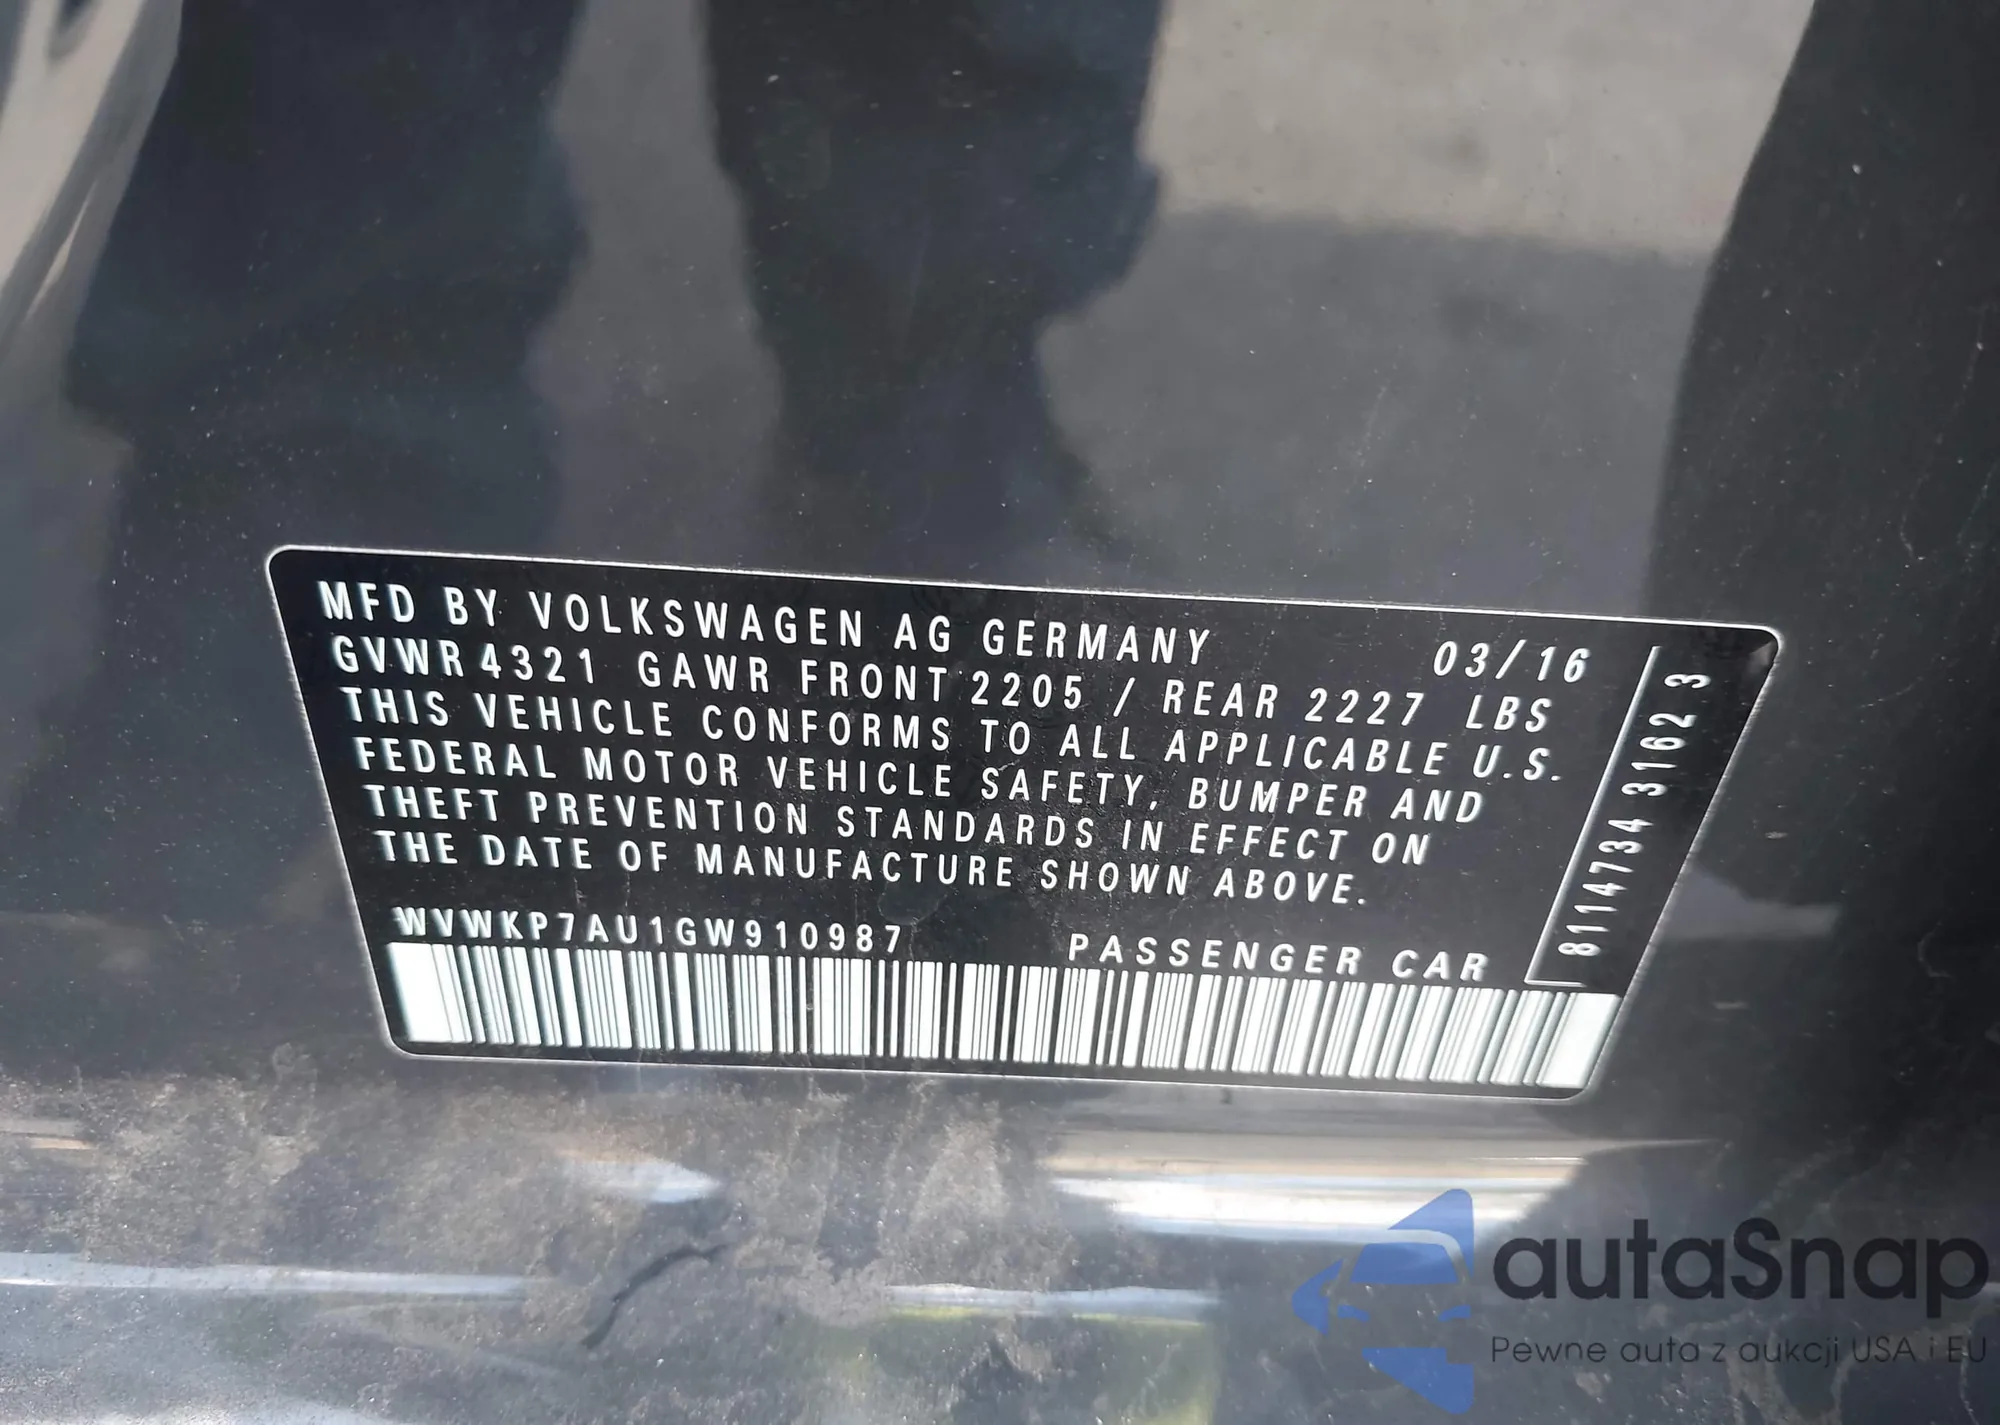 MFD BY VOLKSWAGEN AG GERMANY 03/16
GVWR 4321 GAWR FRONT 2205 / REAR 2227 LBS
THIS VEHICLE CONFORMS TO ALL APPLICABLE U.S.
FEDERAL MOTOR VEHICLE SAFETY, BUMPER AND
THEFT PREVENTION STANDARDS IN EFFECT ON
THE DATE OF MANUFACTURE SHOWN ABOVE.
WVWKP7AU1GW910987 PASSENGER CAR
8114734 3162 3
autaSnap
Pewne auta z aukcji USA i EU